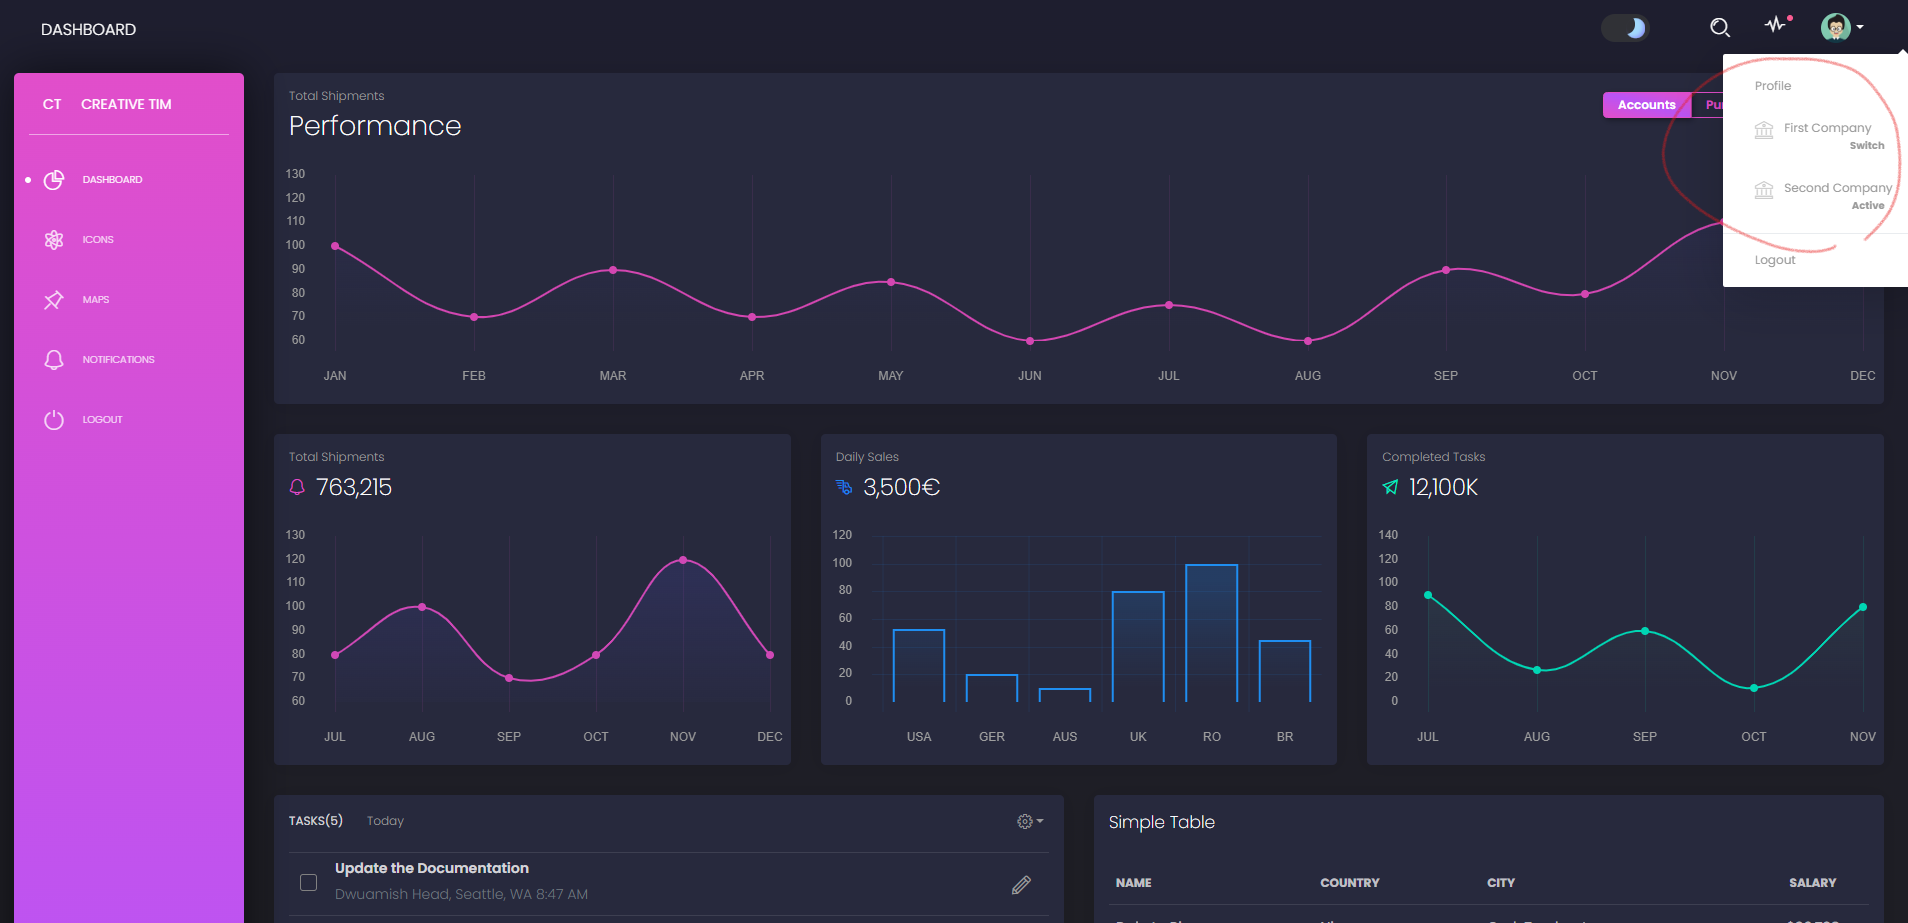 DASHBOARD
CT CREATIVE TIM
DASHBOARD
ICONS
MAPS
NOTIFICATIONS
LOGOUT
Total Shipments
Performance
Accounts
Profile
First Company
Switch
Second Company
Active
Logout
130
120
110
100
90
80
70
60
JAN FEB MAR APR MAY JUN JUL AUG SEP OCT NOV DEC
Total Shipments
763,215
130
120
110
100
90
80
70
60
JUL AUG SEP OCT NOV DEC
Daily Sales
3,500€
120
100
80
60
40
20
0
USA GER AUS UK RO BR
Completed Tasks
12,100K
140
120
100
80
60
40
20
0
JUL AUG SEP OCT NOV
TASKS(5) Today
Update the Documentation
Dwuamish Head, Seattle, WA 8:47 AM
Simple Table
NAME COUNTRY CITY SALARY